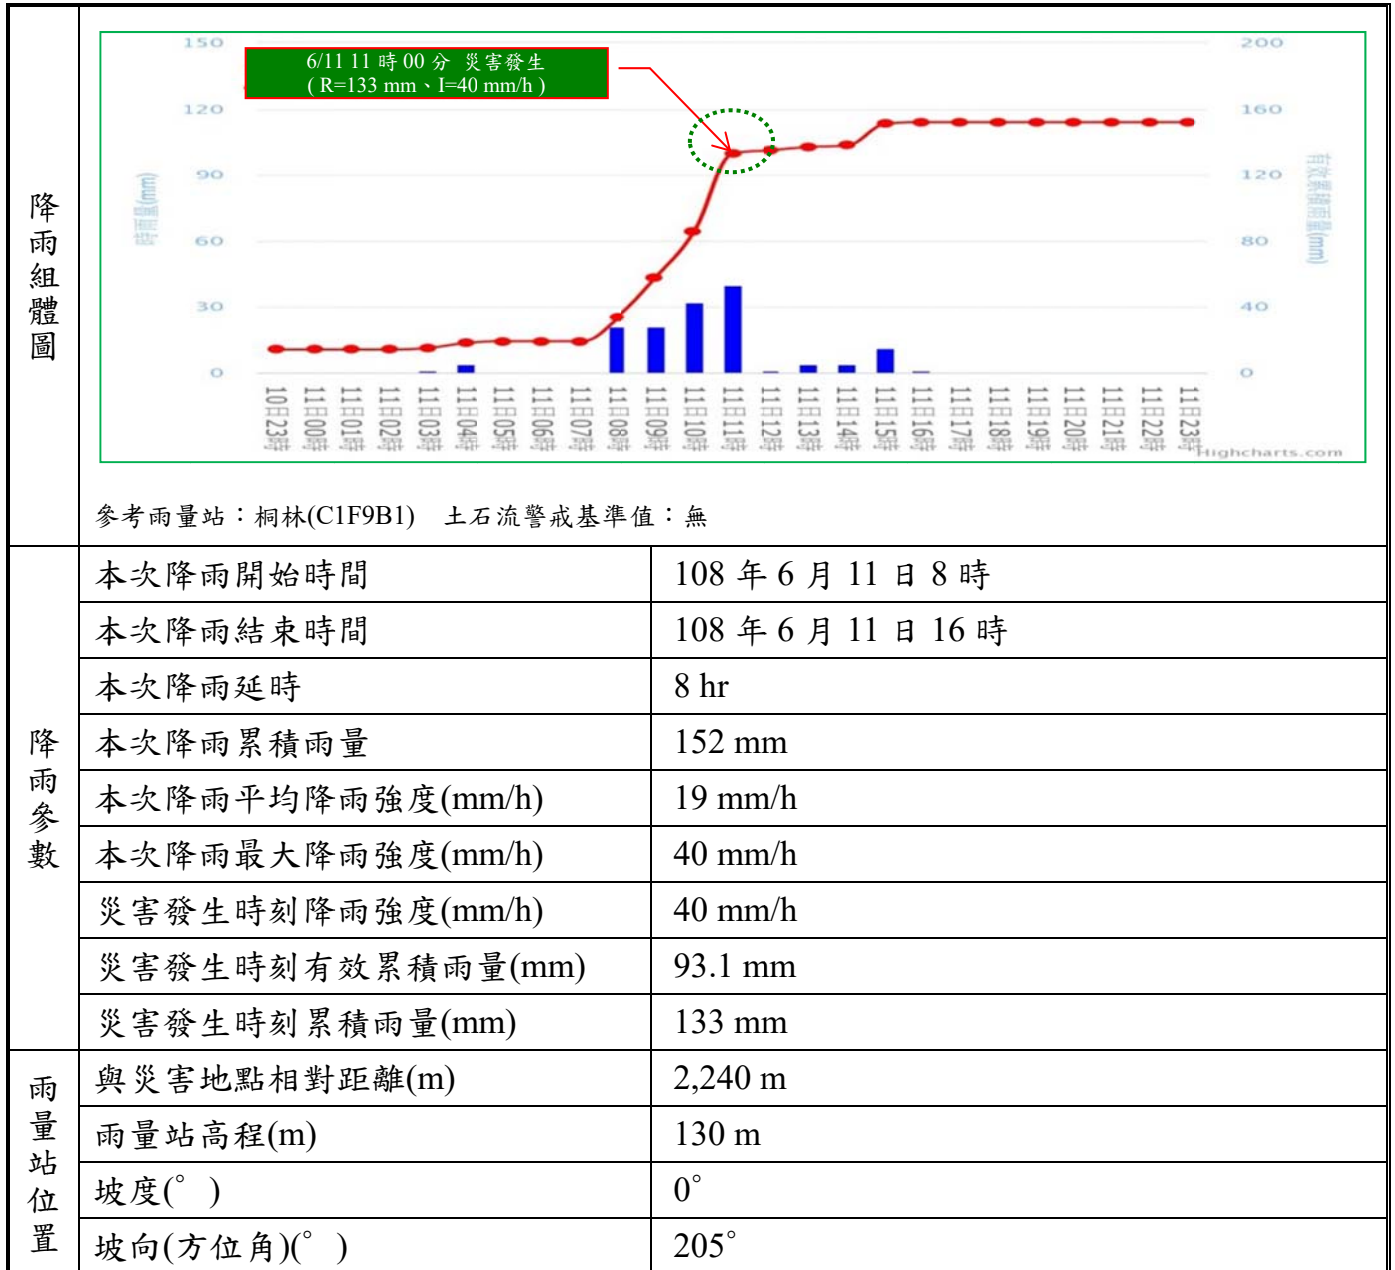 降雨組體圖
150
120
90
60
30
0
時雨量(mm)
6/11 11 時 00 分 災害發生
( R=133 mm、I=40 mm/h )
200
160
120
80
40
0
有效累積雨量(mm)
10日23時
11日00時
11日01時
11日02時
11日03時
11日04時
11日05時
11日06時
11日07時
11日08時
11日09時
11日10時
11日11時
11日12時
11日13時
11日14時
11日15時
11日16時
11日17時
11日18時
11日19時
11日20時
11日21時
11日22時
11日23時
Highcharts.com
參考雨量站：桐林(C1F9B1) 土石流警戒基準值：無
降雨參數
本次降雨開始時間 108 年 6 月 11 日 8 時
本次降雨結束時間 108 年 6 月 11 日 16 時
本次降雨延時 8 hr
本次降雨累積雨量 152 mm
本次降雨平均降雨強度(mm/h) 19 mm/h
本次降雨最大降雨強度(mm/h) 40 mm/h
災害發生時刻降雨強度(mm/h) 40 mm/h
災害發生時刻有效累積雨量(mm) 93.1 mm
災害發生時刻累積雨量(mm) 133 mm
雨量站位置
與災害地點相對距離(m) 2,240 m
雨量站高程(m) 130 m
坡度(° ) 0°
坡向(方位角)(° ) 205°